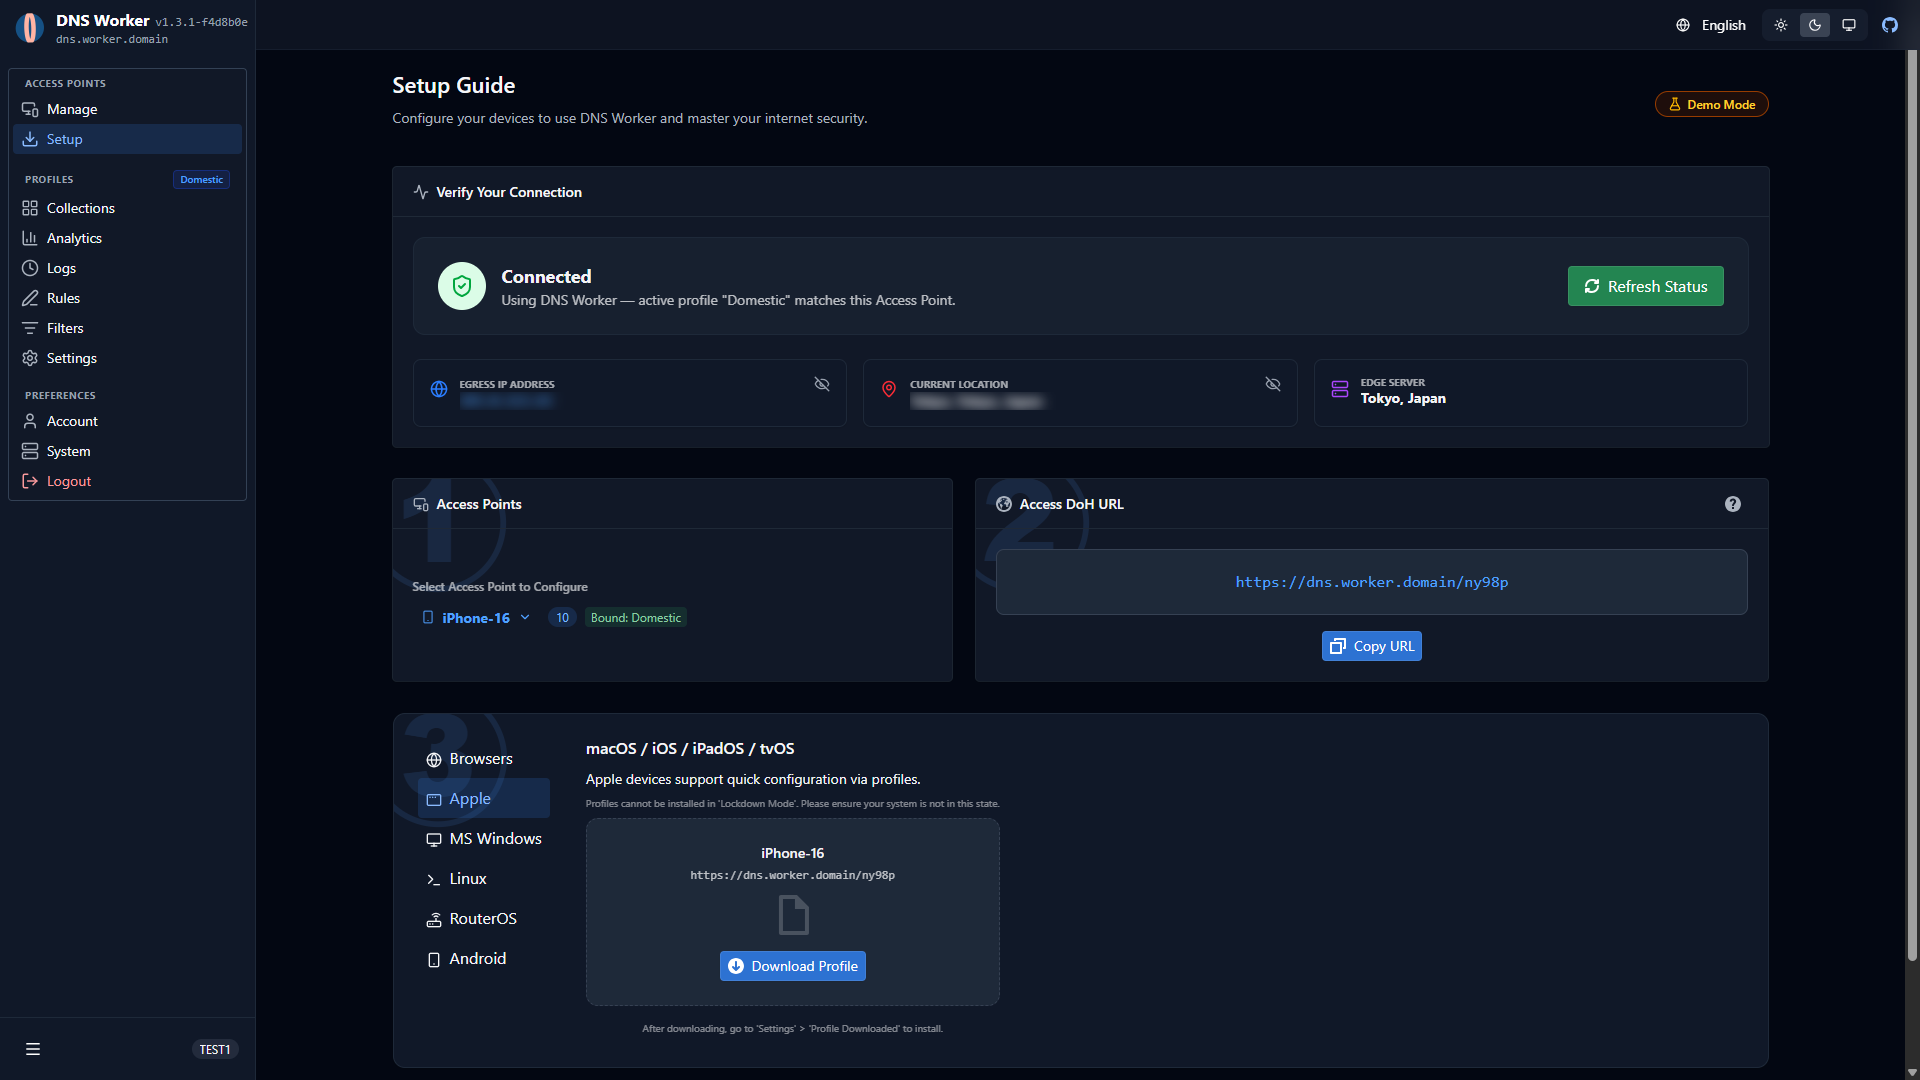 DNS Worker v1.3.1-f4d8b0e
dns.worker.domain
English
ACCESS POINTS
Manage
Setup
PROFILES
Domestic
Collections
Analytics
Logs
Rules
Filters
Settings
PREFERENCES
Account
System
Logout
TEST1
Setup Guide
Configure your devices to use DNS Worker and master your internet security.
Demo Mode
Verify Your Connection
Connected
Using DNS Worker — active profile "Domestic" matches this Access Point.
Refresh Status
EGRESS IP ADDRESS
CURRENT LOCATION
EDGE SERVER
Tokyo, Japan
1
Access Points
Select Access Point to Configure
iPhone-16
10
Bound: Domestic
2
Access DoH URL
https://dns.worker.domain/ny98p
Copy URL
3
Browsers
Apple
MS Windows
Linux
RouterOS
Android
macOS / iOS / iPadOS / tvOS
Apple devices support quick configuration via profiles.
Profiles cannot be installed in 'Lockdown Mode'. Please ensure your system is not in this state.
iPhone-16
https://dns.worker.domain/ny98p
Download Profile
After downloading, go to 'Settings' > 'Profile Downloaded' to install.